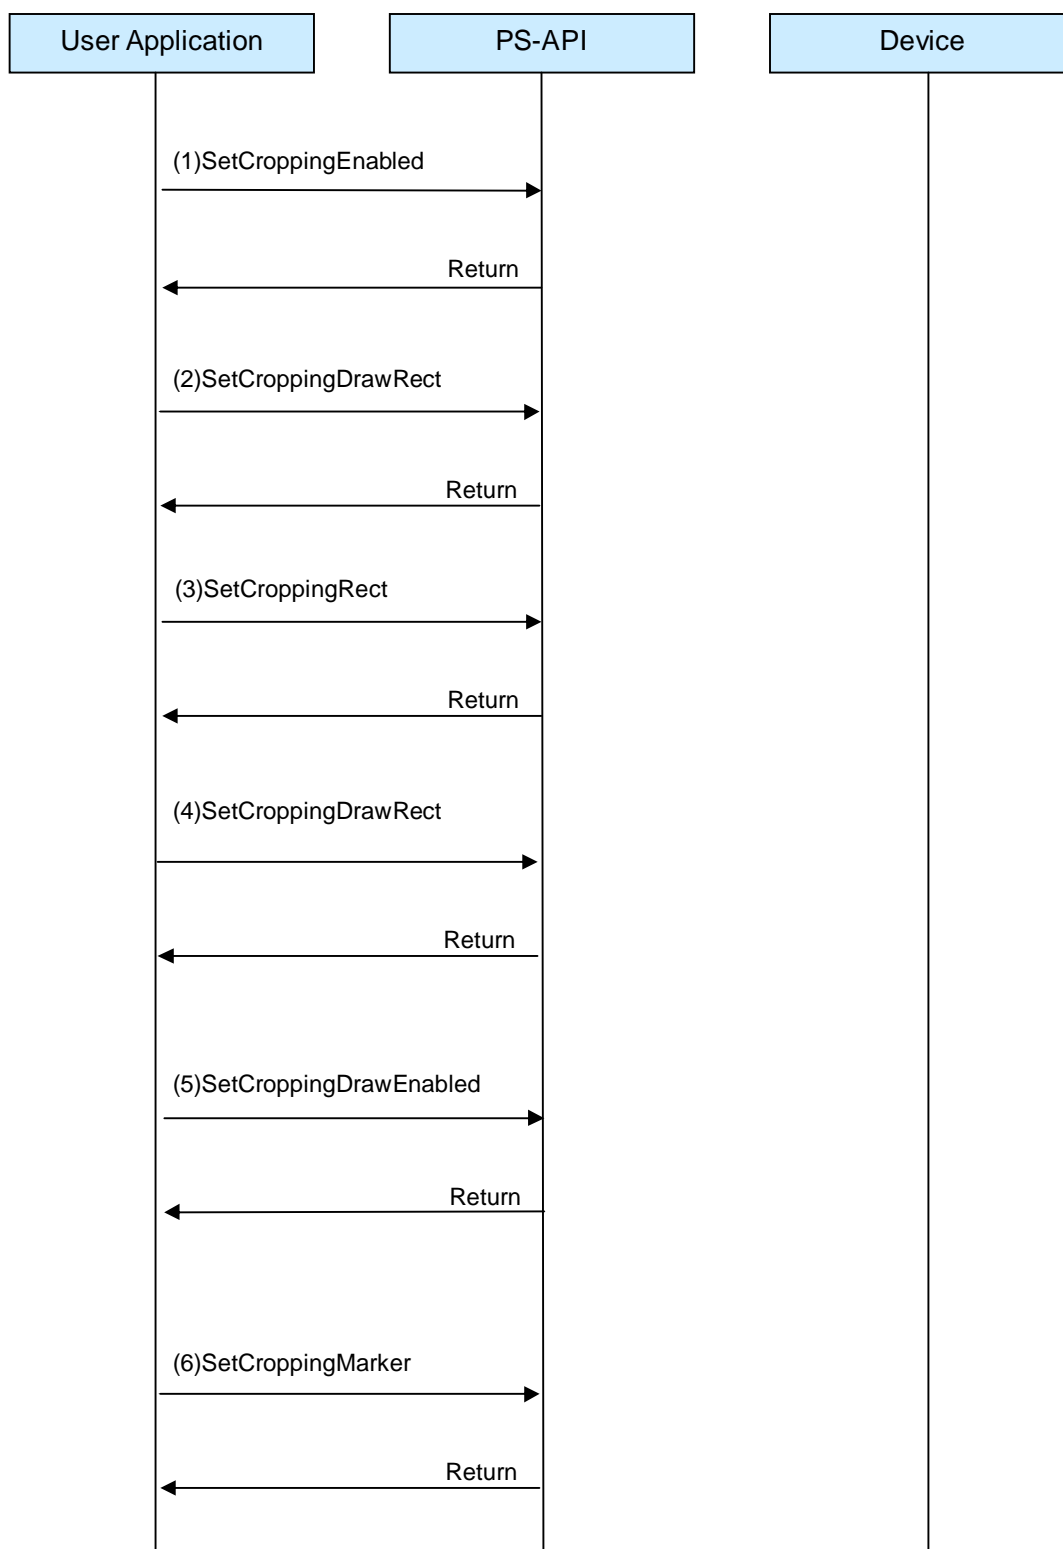 User Application
PS-API
Device
(1)SetCroppingEnabled
Return
(2)SetCroppingDrawRect
Return
(3)SetCroppingRect
Return
(4)SetCroppingDrawRect
Return
(5)SetCroppingDrawEnabled
Return
(6)SetCroppingMarker
Return